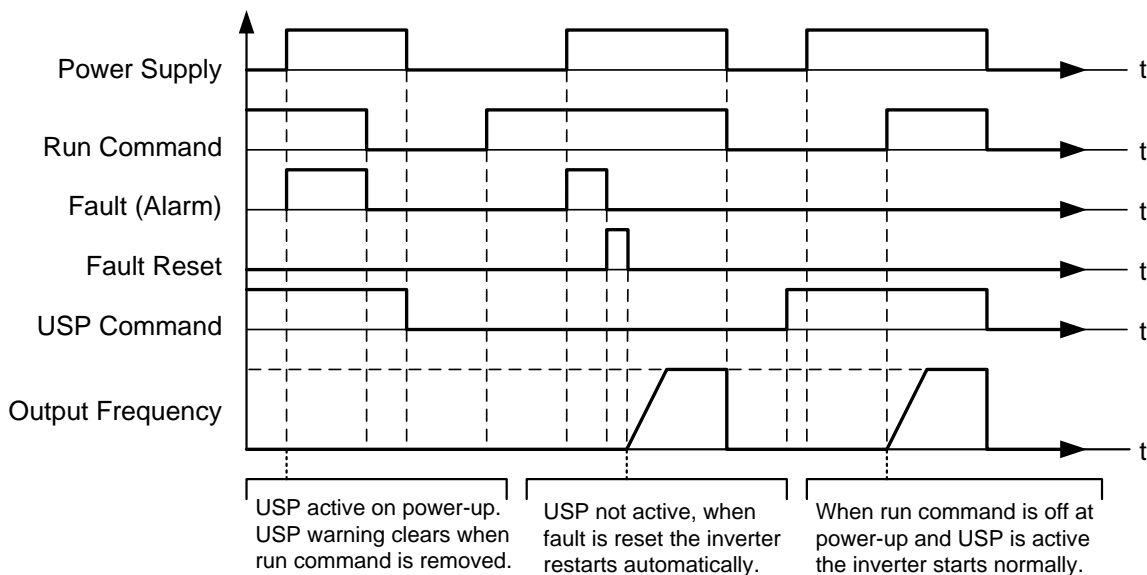 Power Supply
t
Run Command
t
Fault (Alarm)
t
Fault Reset
t
USP Command
t
Output Frequency
t
USP active on power-up.
USP warning clears when
run command is removed.
USP not active, when
fault is reset the inverter
restarts automatically.
When run command is off at
power-up and USP is active
the inverter starts normally.